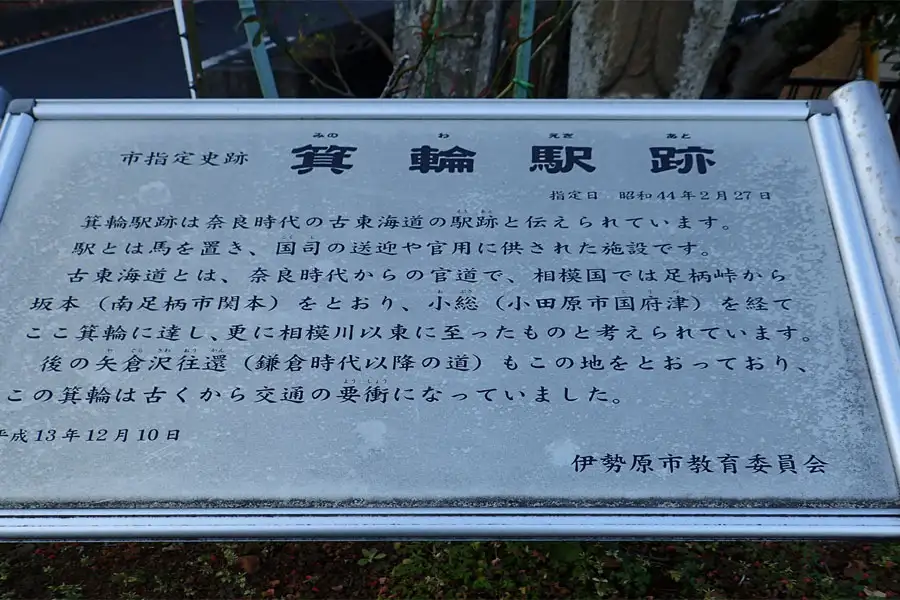 市指定史跡 箕輪駅跡
指定日 昭和44年2月27日
箕輪駅跡は奈良時代の古東海道の駅跡と伝えられています。
駅とは馬を置き、国司の送迎や官用に供された施設です。
古東海道とは、奈良時代からの官道で、相模国では足柄峠から
坂本（南足柄市関本）をとおり、小総（小田原市国府津）を経て
ここ箕輪に達し、更に相模川以東に至ったものと考えられています。
後の矢倉沢往還（鎌倉時代以降の道）もこの地をとおっており、
この箕輪は古くから交通の要衝になっていました。
平成13年12月10日
伊勢原市教育委員会